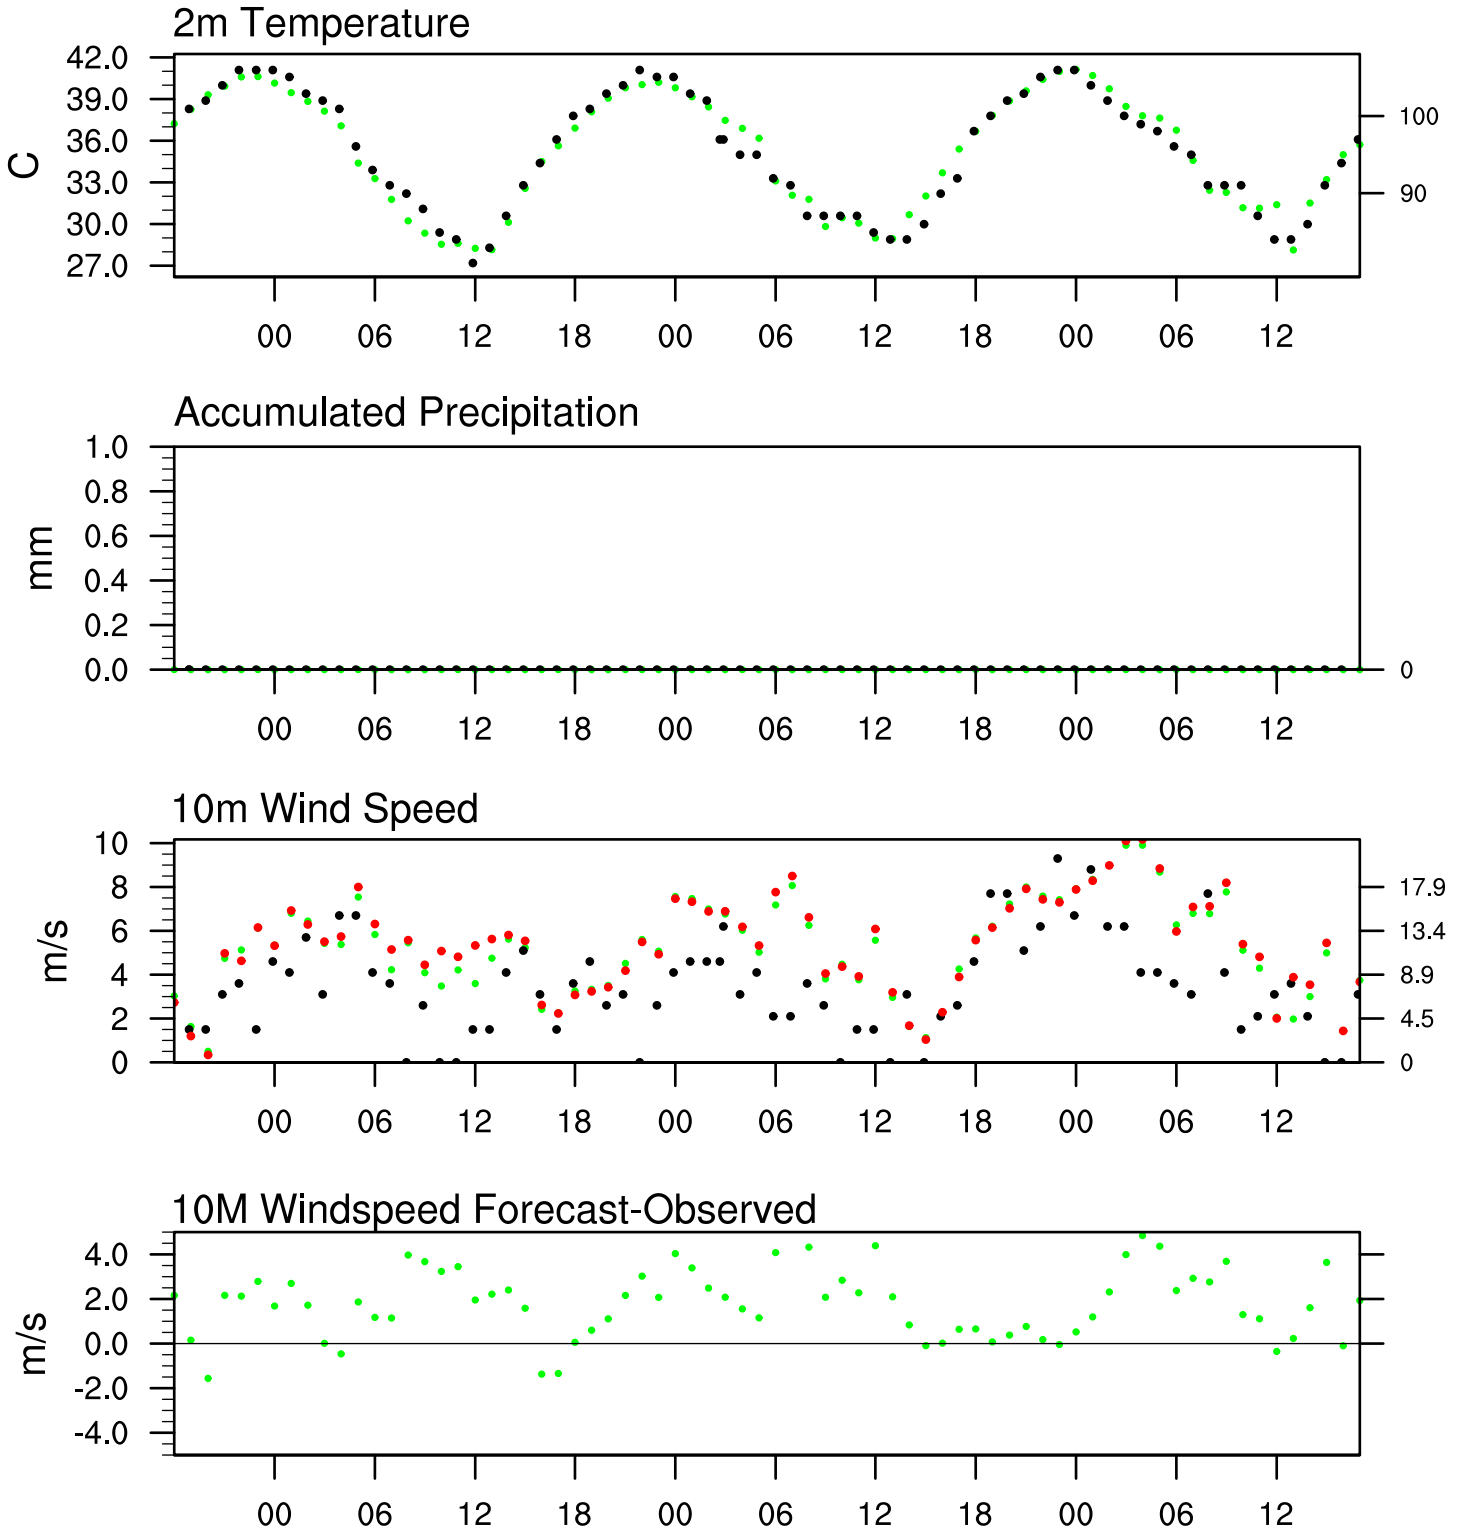 2m Temperature
42.0
39.0
36.0
33.0
30.0
27.0
C
100
90
00 06 12 18 00 06 12 18 00 06 12
Accumulated Precipitation
1.0
0.8
0.6
0.4
0.2
0.0
mm
0
00 06 12 18 00 06 12 18 00 06 12
10m Wind Speed
10
8
6
4
2
0
m/s
17.9
13.4
8.9
4.5
0
00 06 12 18 00 06 12 18 00 06 12
10M Windspeed Forecast-Observed
4.0
2.0
0.0
-2.0
-4.0
m/s
00 06 12 18 00 06 12 18 00 06 12